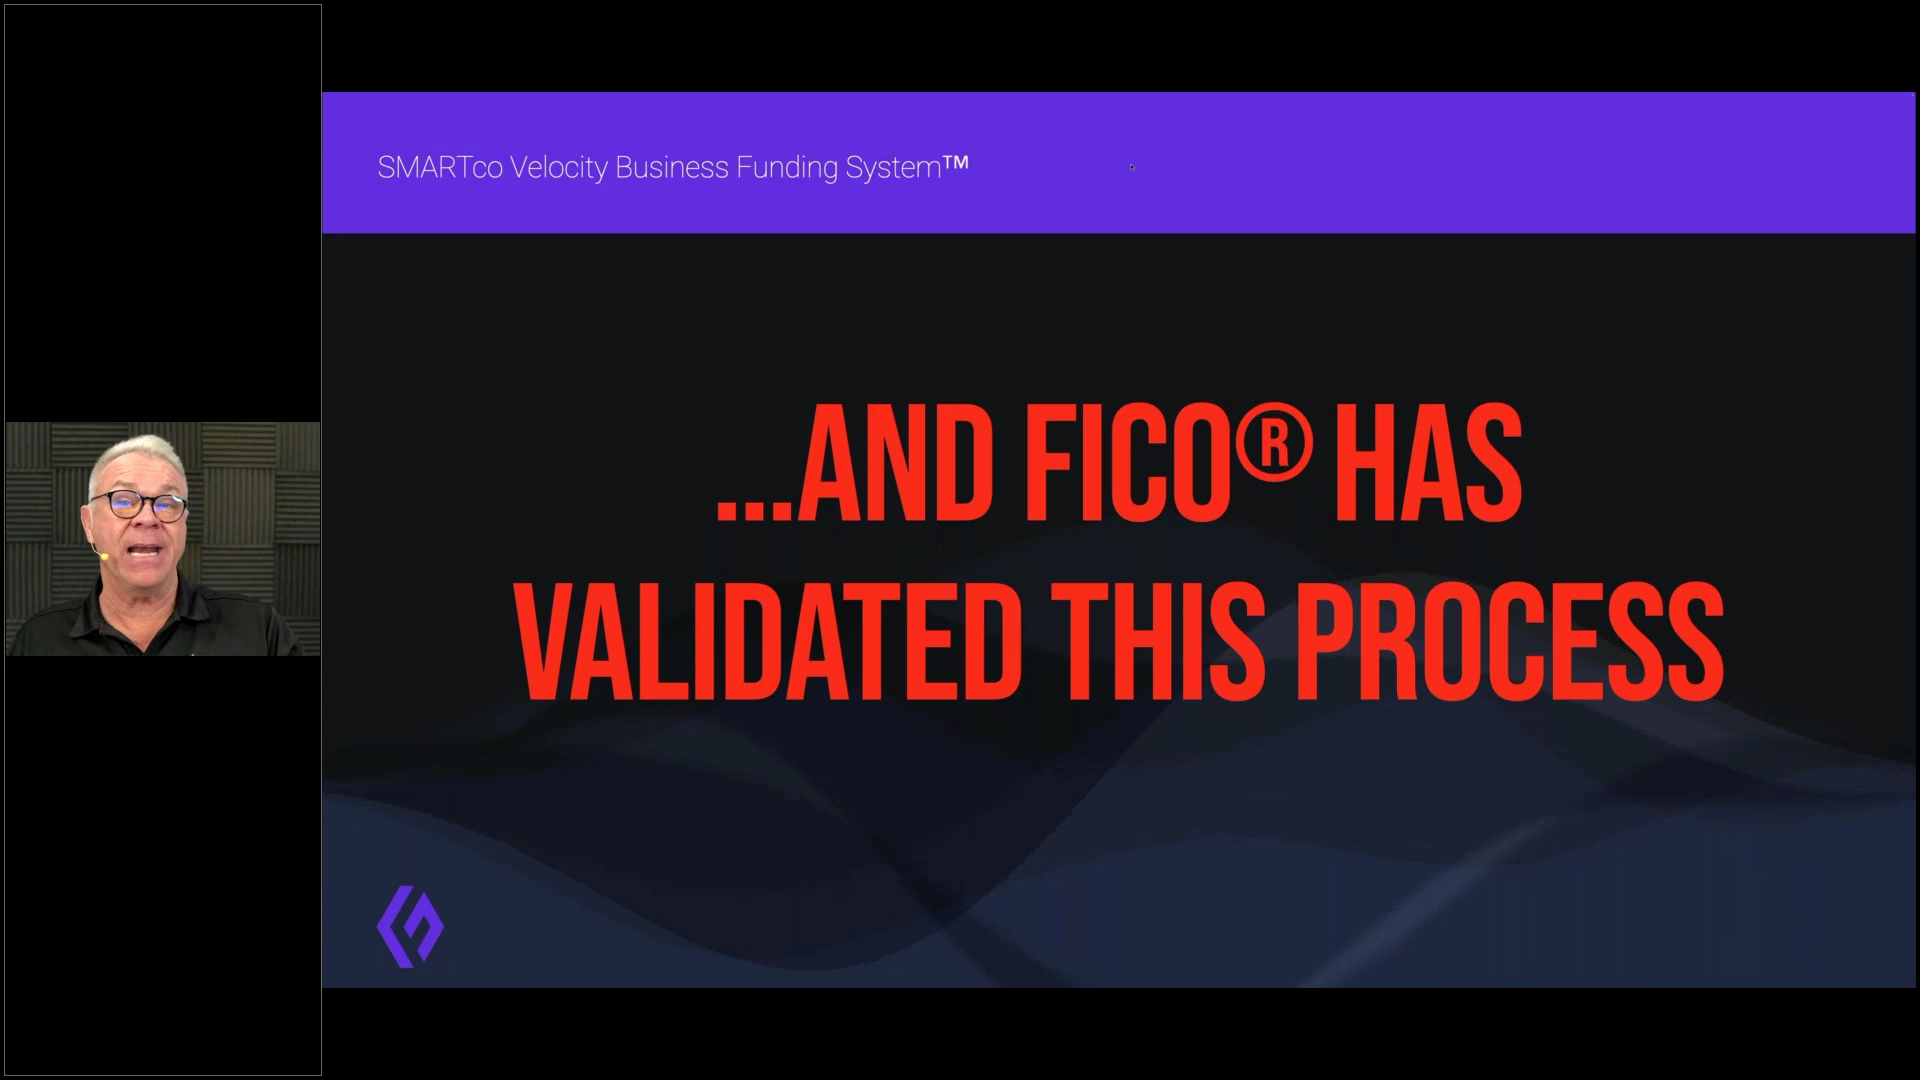 SMARTco Velocity Business Funding System™
...AND FICO® HAS
VALIDATED THIS PROCESS